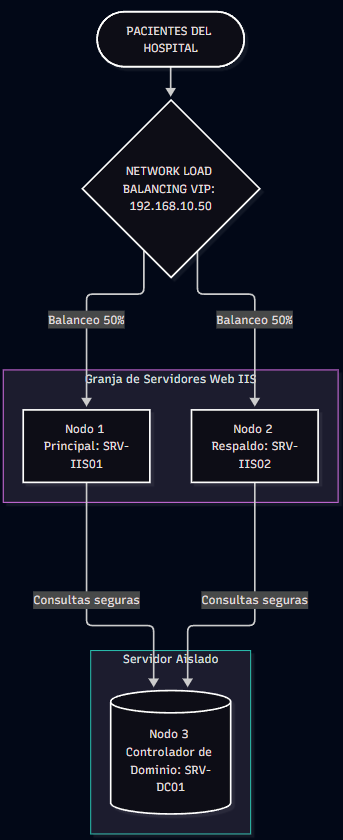 PACIENTES DEL
HOSPITAL
NETWORK LOAD
BALANCING VIP:
192.168.10.50
Balanceo 50%
Balanceo 50%
Granja de Servidores Web IIS
Nodo 1
Principal: SRV-
IIS01
Nodo 2
Respaldo: SRV-
IIS02
Consultas seguras
Consultas seguras
Servidor Aislado
Nodo 3
Controlador de
Dominio: SRV-
DC01